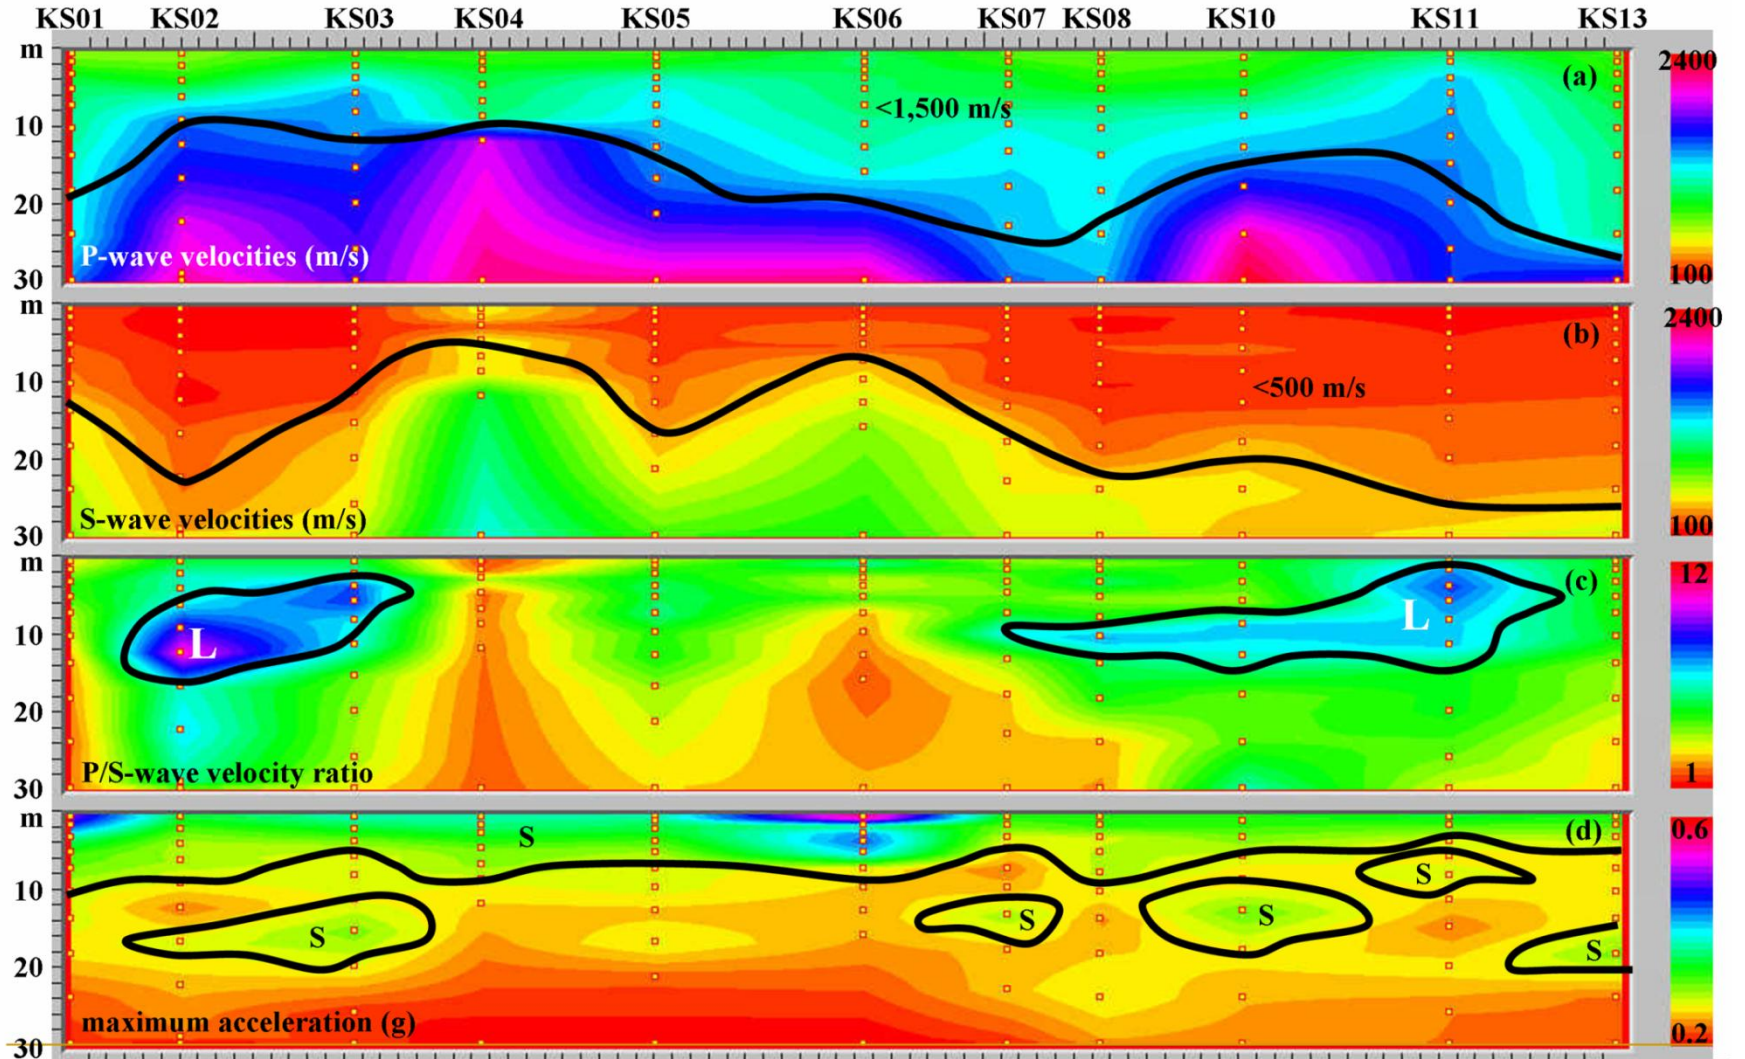 KS01 KS02 KS03 KS04 KS05 KS06 KS07 KS08 KS10 KS11 KS13
m (a) 2400
<1,500 m/s
10
20
P-wave velocities (m/s) 100
30
m 2400
(b)
10 <500 m/s
20
S-wave velocities (m/s) 100
30
m 12
(c)
10 L L
20
P/S-wave velocity ratio 1
30
m 0.6
S (d)
10 S
S S S
20 S
maximum acceleration (g) 0.2
30